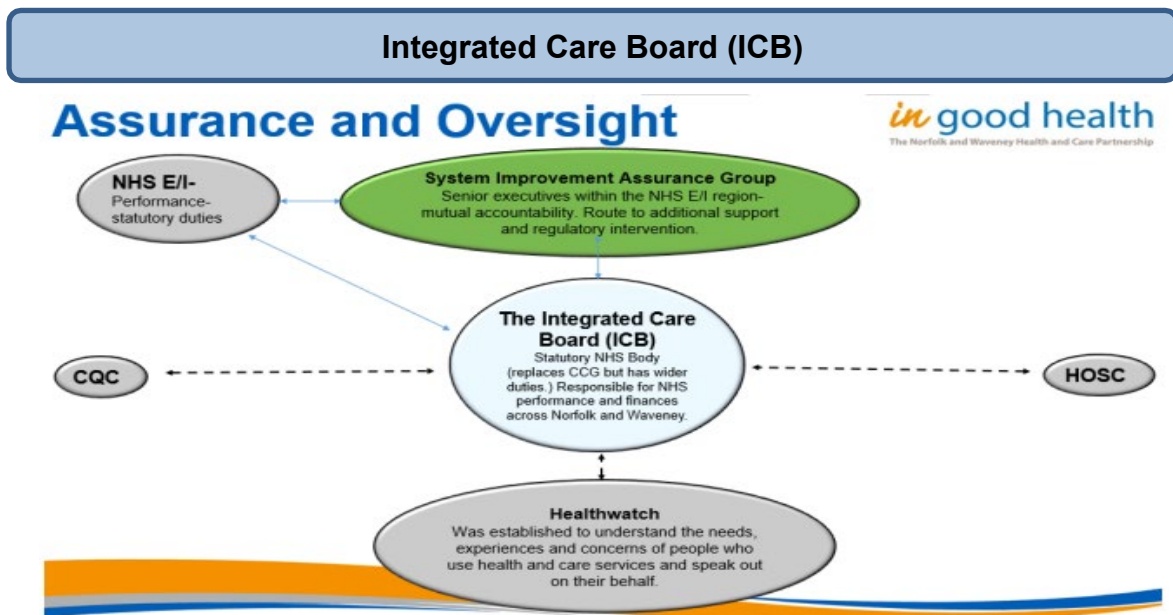 Integrated Care Board (ICB)
Assurance and Oversight
in good health
The Norfolk and Waveney Health and Care Partnership
NHS E/I-
Performance-
statutory duties
System Improvement Assurance Group
Senior executives within the NHS E/I region-
mutual accountability. Route to additional support
and regulatory intervention.
The Integrated Care
Board (ICB)
Statutory NHS Body
(replaces CCG but has wider
duties.) Responsible for NHS
performance and finances
across Norfolk and Waveney.
CQC
HOSC
Healthwatch
Was established to understand the needs,
experiences and concerns of people who
use health and care services and speak out
on their behalf.